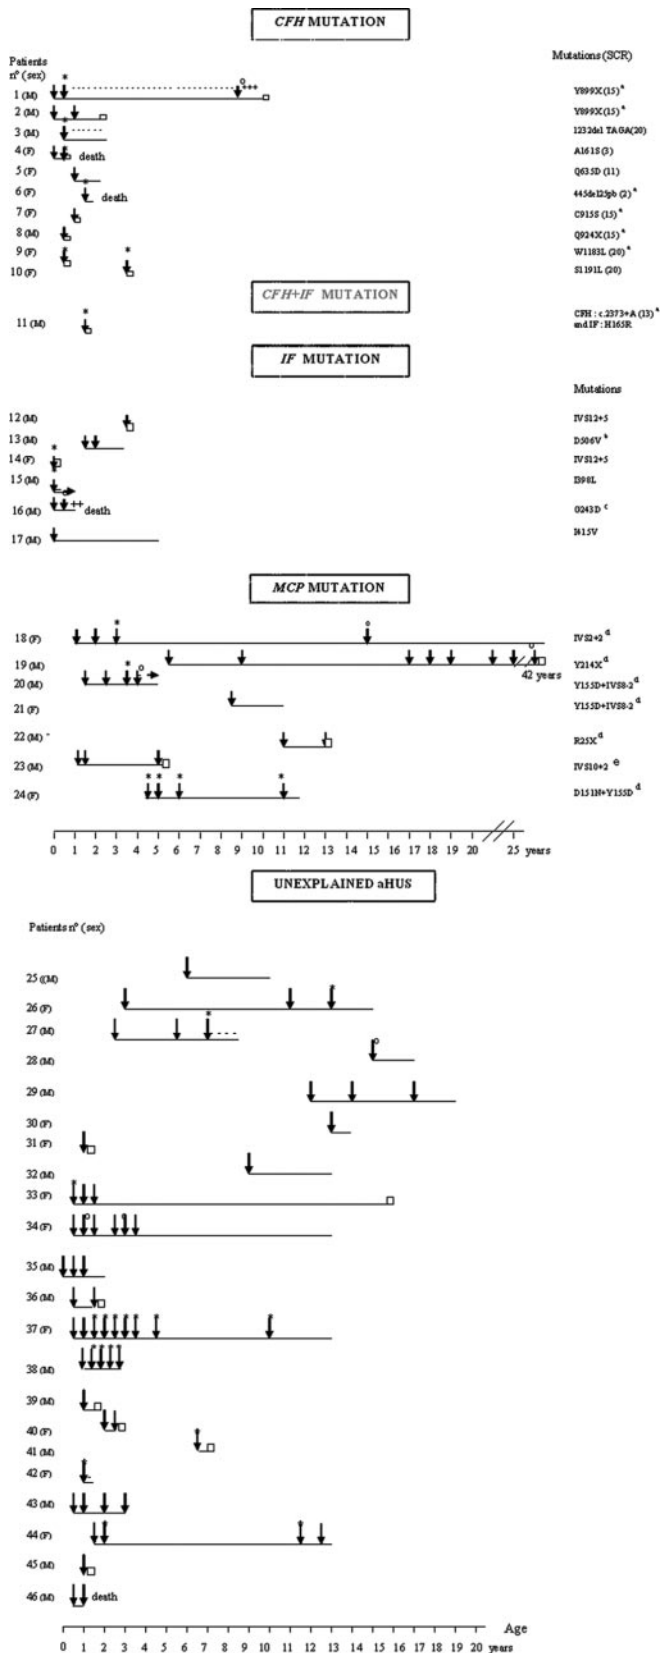 CFH MUTATION
Patients
n° (sex)
Mutations (SCR)
1 (M) Y899X (15) a
2 (M) Y899X (15) a
3 (M) 1232del TAGA(20)
4 (F) death A161S (3)
5 (F) Q635D (11)
6 (F) death 445del25pb (2) a
7 (F) C915S (15) a
8 (M) Q924X (15) a
9 (F) W1183L (20) a
10 (F) S1191L (20)
CFH+IF MUTATION
11 (M) CFH : c.2373+A (13) a
and IF : H165R
IF MUTATION
Mutations
12 (M) IVS12+5
13 (M) D506V
14 (F) IVS12+5
15 (M) I398L
16 (M) ++ death G243D c
17 (M) I415V
MCP MUTATION
18 (F) IVS2+2 d
19 (M) 42 years Y214X d
20 (M) Y155D+IVS8-2 d
21 (F) Y155D+IVS8-2 d
22 (M) R25X d
23 (M) IVS10+2 e
24 (F) D151N+Y155D d
0 1 2 3 4 5 6 7 8 9 10 11 12 13 14 15 16 17 18 19 20 25 years
UNEXPLAINED aHUS
Patients n° (sex)
25 ((M)
26 (F)
27 (M)
28 (M)
29 (M)
30 (F)
31 (F)
32 (M)
33 (F)
34 (F)
35 (M)
36 (M)
37 (F)
38 (M)
39 (M)
40 (F)
41 (M)
42 (F)
43 (M)
44 (F)
45 (M)
46 (M) death
Age
0 1 2 3 4 5 6 7 8 9 10 11 12 13 14 15 16 17 18 19 20 years